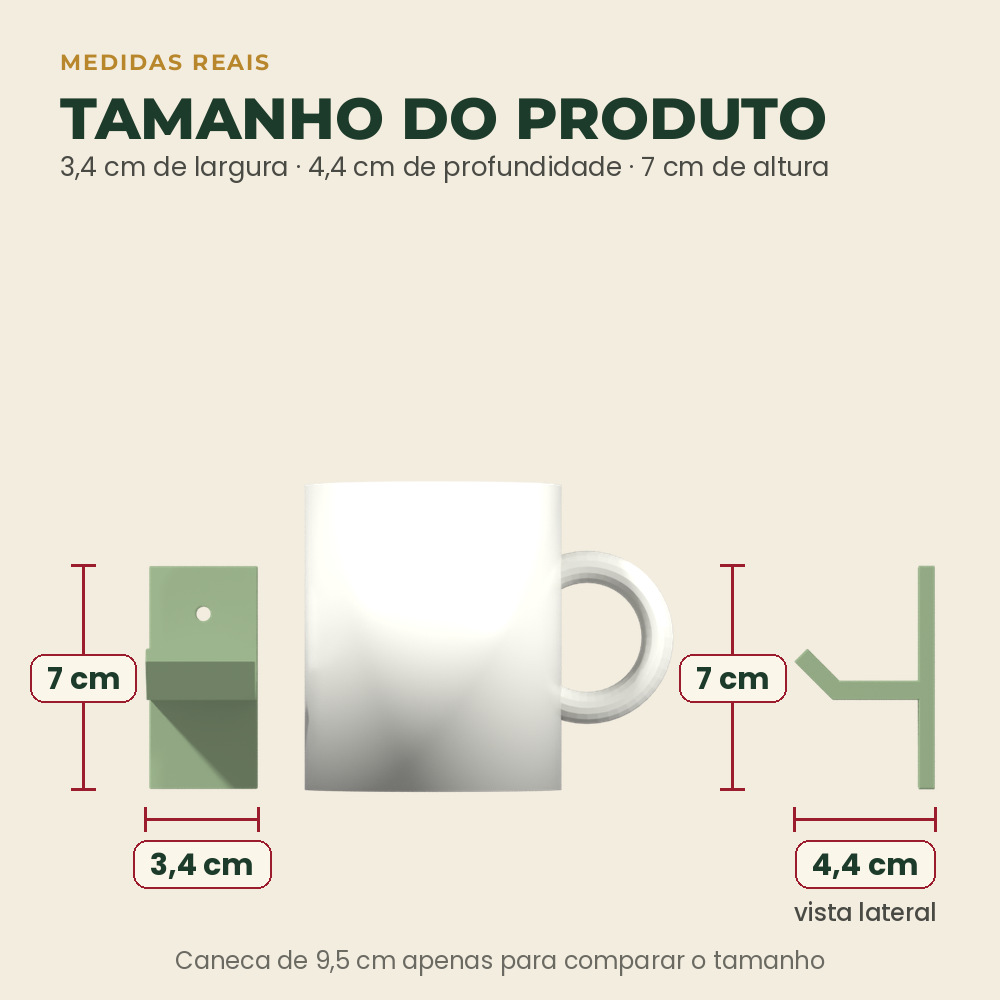 MEDIDAS REAIS
TAMANHO DO PRODUTO
3,4 cm de largura · 4,4 cm de profundidade · 7 cm de altura
7 cm
7 cm
3,4 cm
4,4 cm
vista lateral
Caneca de 9,5 cm apenas para comparar o tamanho